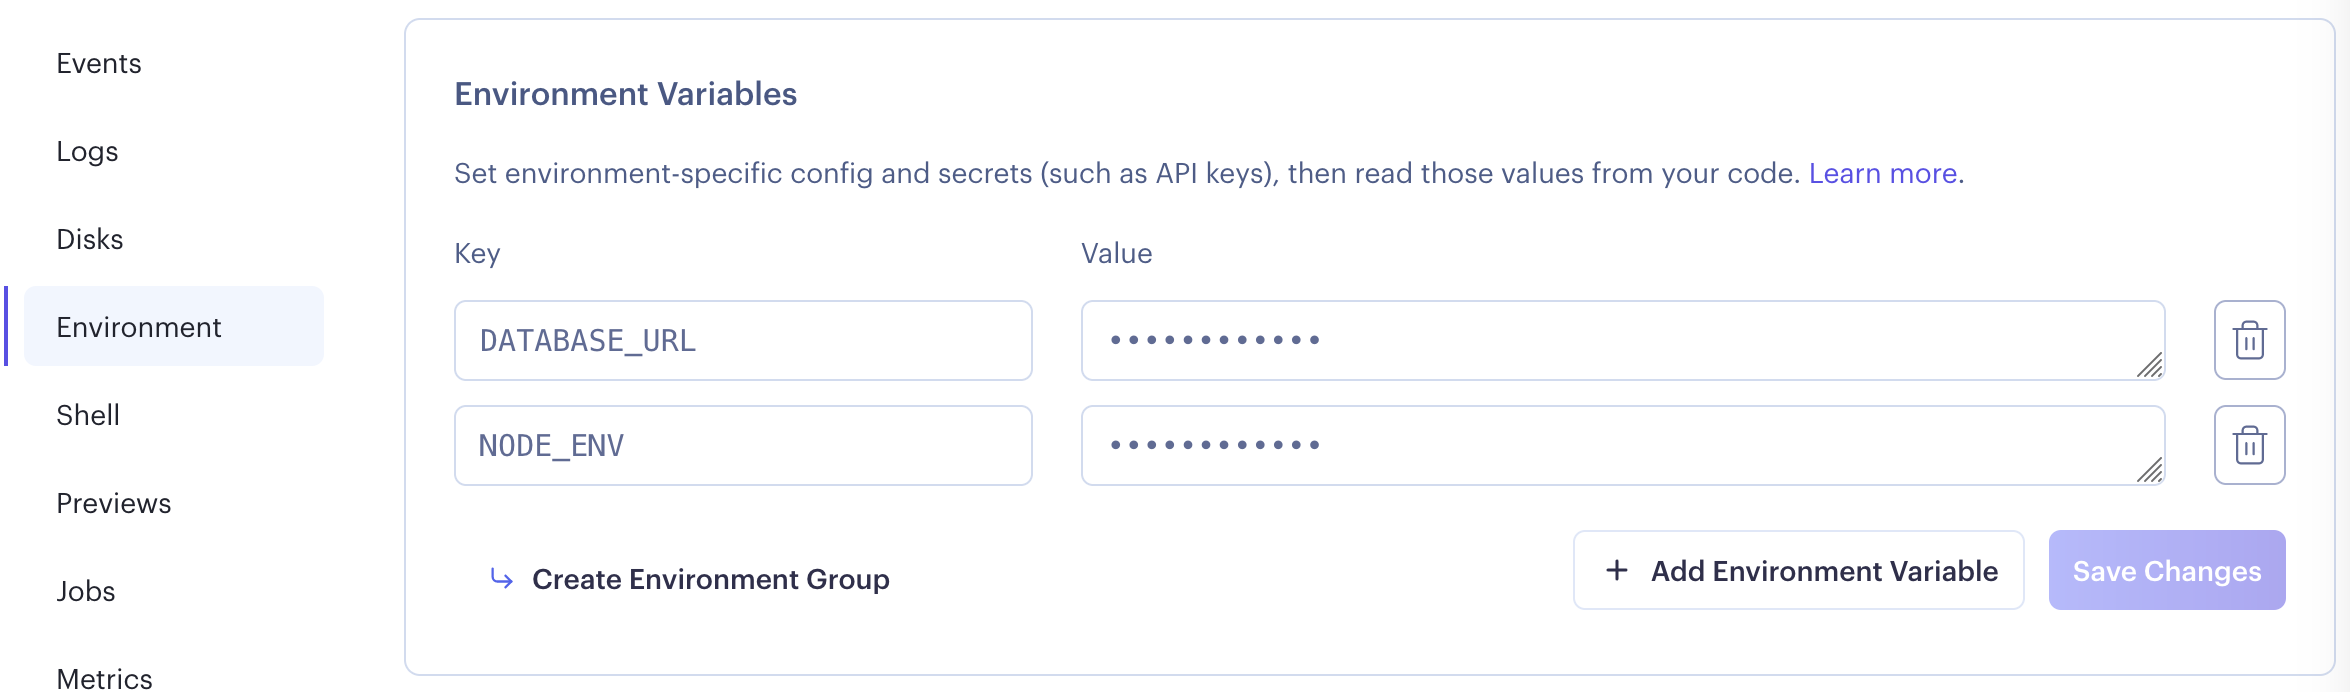 Events
Logs
Disks
Environment
Shell
Previews
Jobs
Metrics
Environment Variables
Set environment-specific config and secrets (such as API keys), then read those values from your code. Learn more.
Key Value
DATABASE_URL ••••••••••••
NODE_ENV ••••••••••••
Create Environment Group
+ Add Environment Variable
Save Changes